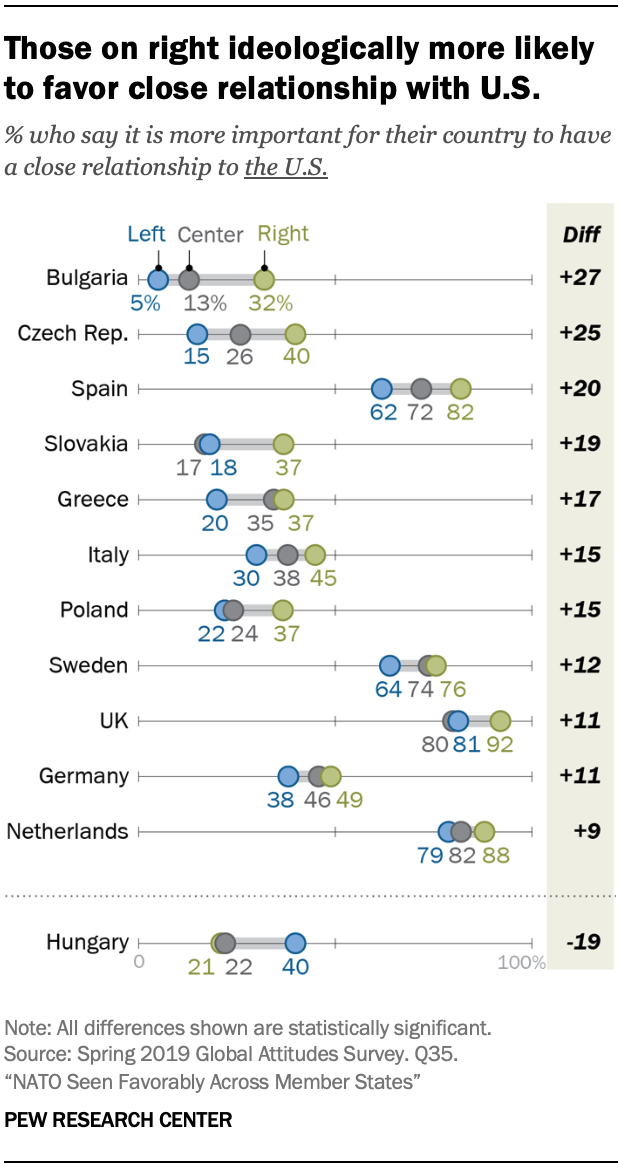 Those on right ideologically more likely
to favor close relationship with U.S.
% who say it is more important for their country to have
a close relationship to the U.S.
Left Center Right Diff
Bulgaria +27
5% 13% 32%
Czech Rep. +25
15 26 40
Spain +20
62 72 82
Slovakia +19
17 18 37
Greece +17
20 35 37
Italy +15
30 38 45
Poland +15
22 24 37
Sweden +12
64 74 76
UK +11
80 81 92
Germany +11
38 46 49
Netherlands +9
79 82 88
Hungary -19
0 21 22 40 100%
Note: All differences shown are statistically significant.
Source: Spring 2019 Global Attitudes Survey. Q35.
“NATO Seen Favorably Across Member States”
PEW RESEARCH CENTER